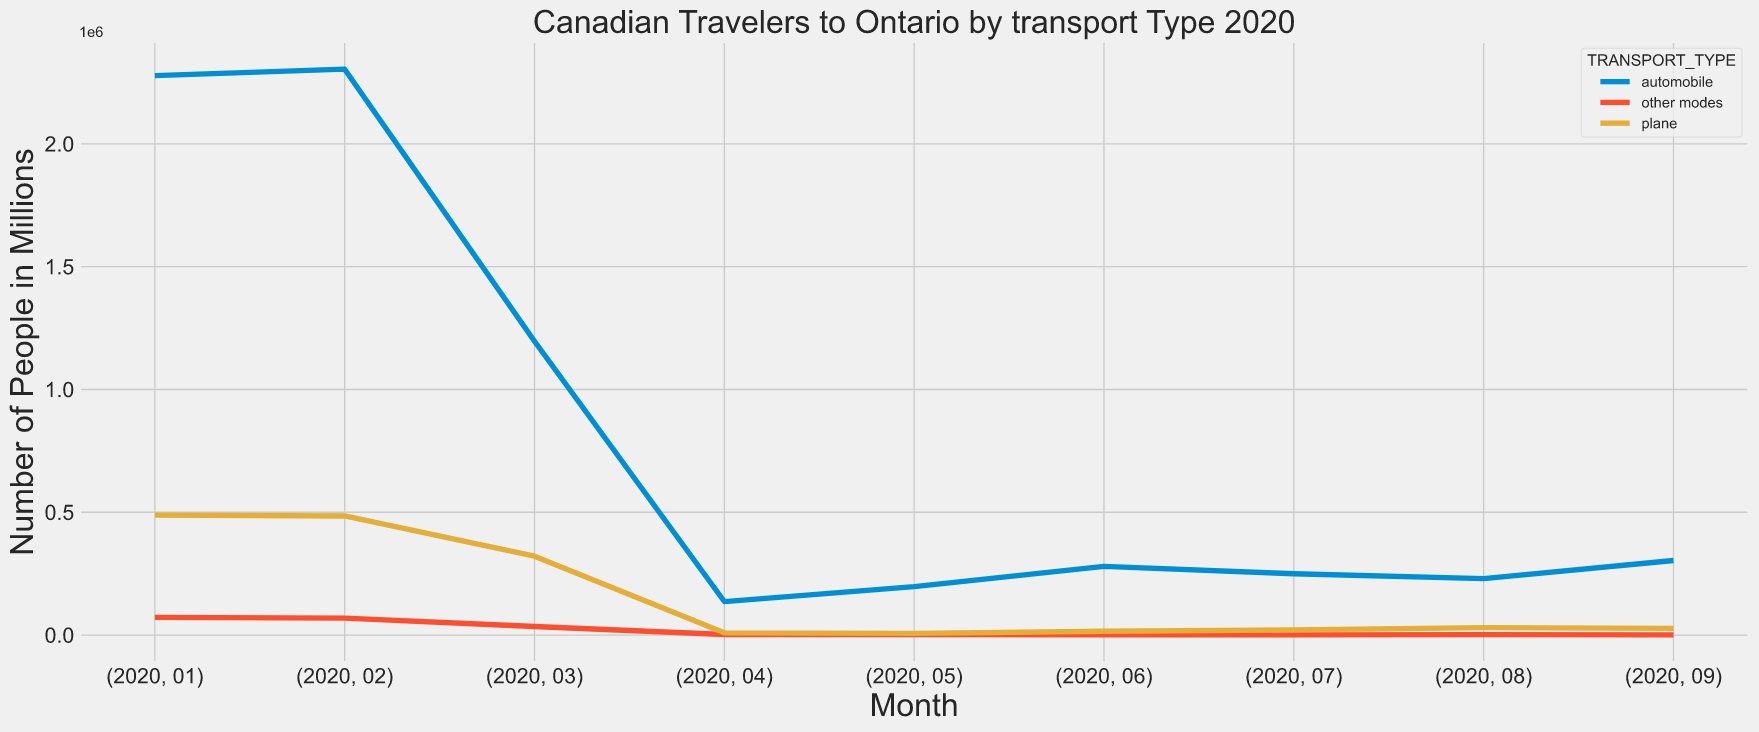 Canadian Travelers to Ontario by transport Type 2020
1e6
TRANSPORT_TYPE
automobile
other modes
plane
Number of People in Millions
2.0
1.5
1.0
0.5
0.0
(2020, 01) (2020, 02) (2020, 03) (2020, 04) (2020, 05) (2020, 06) (2020, 07) (2020, 08) (2020, 09)
Month